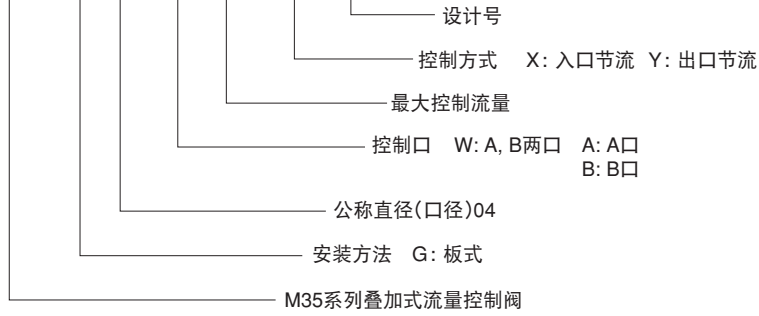 设计号
控制方式 X: 入口节流 Y: 出口节流
最大控制流量
控制口 W: A, B两口 A: A口
B: B口
公称直径(口径)04
安装方法 G: 板式
M35系列叠加式流量控制阀